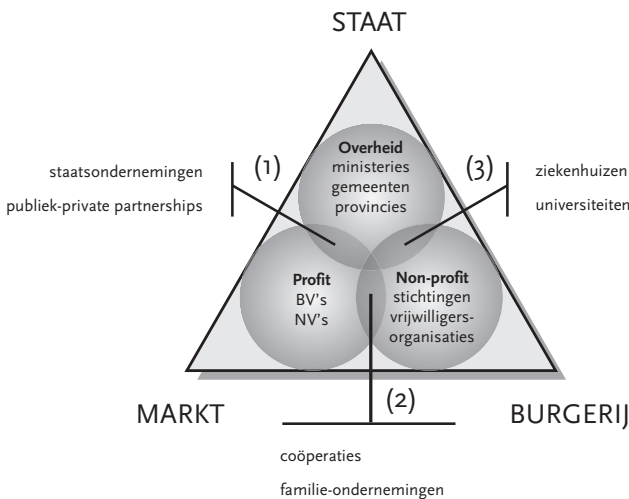 STAAT
Overheid
ministeries
gemeenten
provincies
(1)
(3)
staatsondernemingen
publiek-private partnerships
ziekenhuizen
universiteiten
Profit
BV's
NV's
Non-profit
stichtingen
vrijwilligers-
organisaties
MARKT
(2)
BURGERIJ
coöperaties
familie-ondernemingen